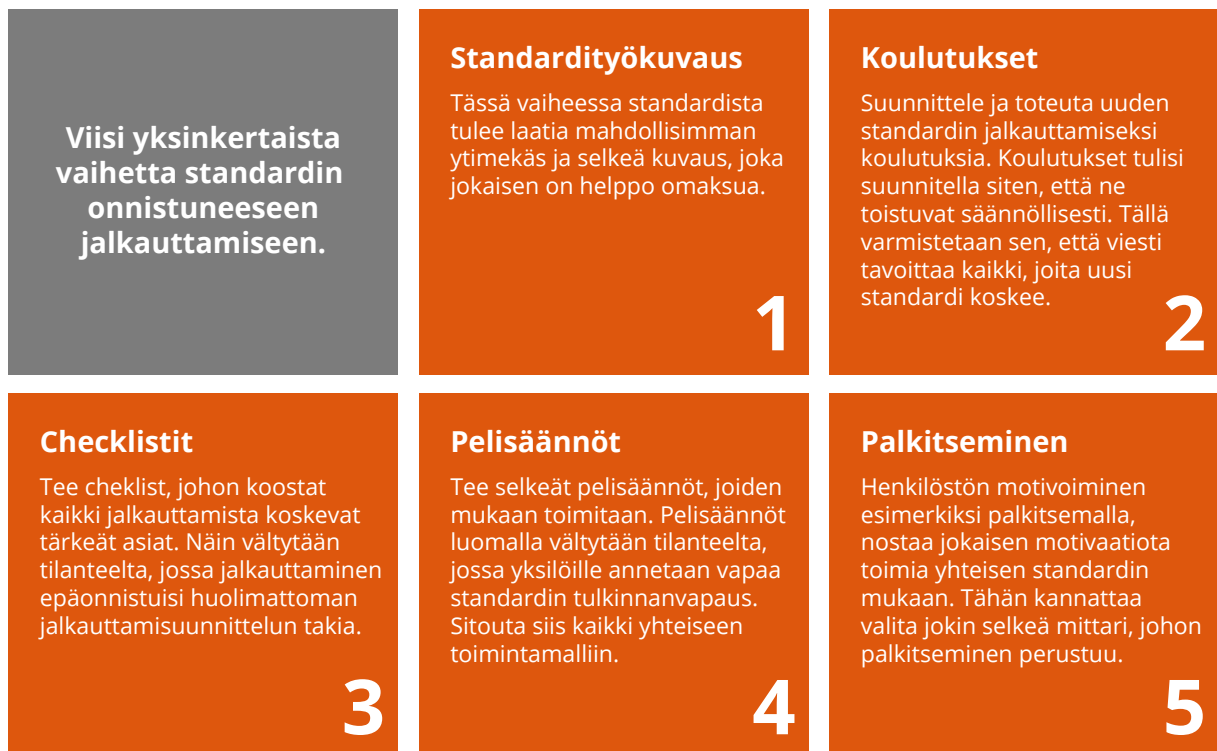 Viisi yksinkertaista
vaihetta standardin
onnistuneeseen
jalkauttamiseen.
Standardityökuvaus
Tässä vaiheessa standardista
tulee laatia mahdollisimman
ytimekäs ja selkeä kuvaus, joka
jokaisen on helppo omaksua.
1
Koulutukset
Suunnittele ja toteuta uuden
standardin jalkauttamiseksi
koulutuksia. Koulutukset tulisi
suunnitella siten, että ne
toistuvat säännöllisesti. Tällä
varmistetaan sen, että viesti
tavoittaa kaikki, joita uusi
standardi koskee.
2
Checklistit
Tee cheklist, johon koostat
kaikki jalkauttamista koskevat
tärkeät asiat. Näin vältytään
tilanteelta, jossa jalkauttaminen
epäonnistuisi huolimattoman
jalkauttamisuunnittelun takia.
3
Pelisäännöt
Tee selkeät pelisäännöt, joiden
mukaan toimitaan. Pelisäännöt
luomalla vältytään tilanteelta,
jossa yksilöille annetaan vapaa
standardin tulkinnanvapaus.
Sitouta siis kaikki yhteiseen
toimintamalliin.
4
Palkitseminen
Henkilöstön motivoiminen
esimerkiksi palkitsemalla,
nostaa jokaisen motivaatiota
toimia yhteisen standardin
mukaan. Tähän kannattaa
valita jokin selkeä mittari, johon
palkitseminen perustuu.
5